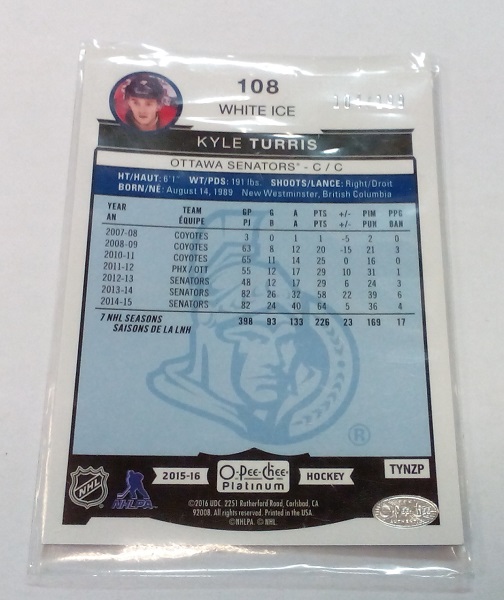 108
WHITE ICE
KYLE TURRIS
OTTAWA SENATORS® - C / C
HT/HAUT: 6'1" WT/PDS: 191 lbs. SHOOTS/LANCE: Right/Droit
BORN/NÉ: August 14, 1989 New Westminster, British Columbia
YEAR TEAM GP G A PTS +/- PIM PPG
AN ÉQUIPE PJ B A PTS +/- PUN BAN
2007-08 COYOTES 3 0 1 1 -5 2 0
2008-09 COYOTES 63 8 12 20 -15 21 3
2010-11 COYOTES 65 11 14 25 0 16 0
2011-12 PHX / OTT 55 12 17 29 10 31 1
2012-13 SENATORS 48 12 17 29 6 24 3
2013-14 SENATORS 82 26 32 58 22 39 6
2014-15 SENATORS 82 24 40 64 5 36 4
7 NHL SEASONS 398 93 133 226 23 169 17
SAISONS DE LA LNH
®
NHL
NHLPA
2015-16
O-Pee-Chee
Platinum
HOCKEY
TYNZP
©2016 UDC. 2251 Rutherford Road, Carlsbad, CA
92008. All rights reserved. Printed in the USA.
©NHLPA. © NHL.
O-Pee-Chee